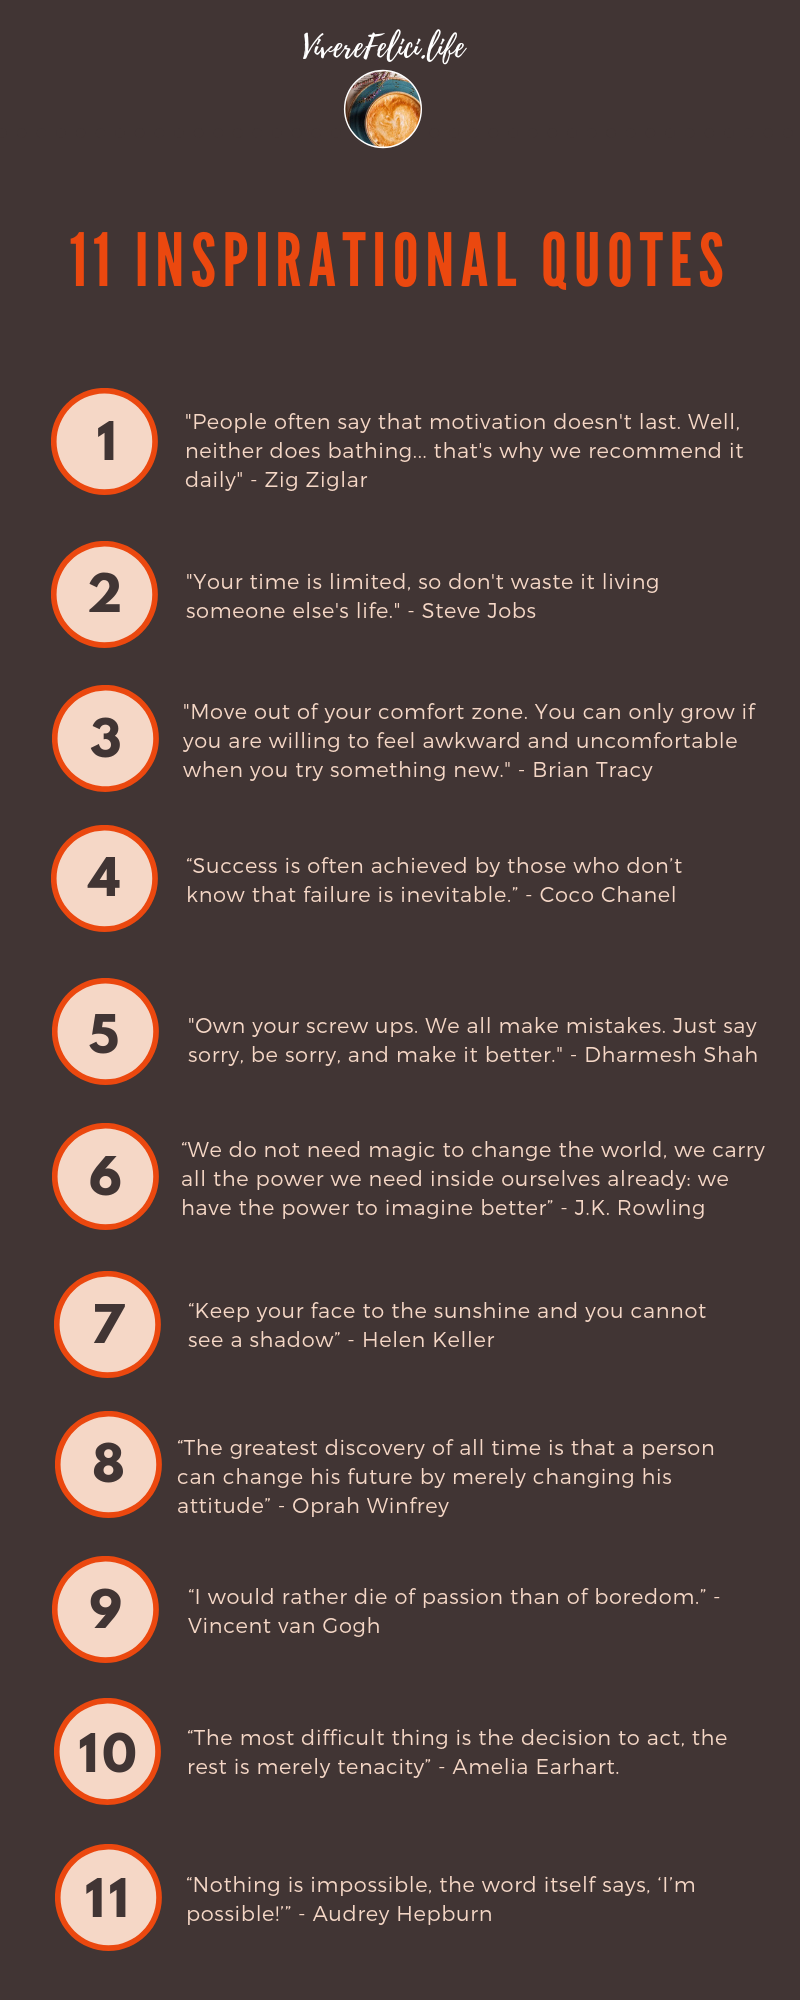 VivereFelici.life
11 INSPIRATIONAL QUOTES
1
"People often say that motivation doesn't last. Well,
neither does bathing... that's why we recommend it
daily" - Zig Ziglar
2
"Your time is limited, so don't waste it living
someone else's life." - Steve Jobs
3
"Move out of your comfort zone. You can only grow if
you are willing to feel awkward and uncomfortable
when you try something new." - Brian Tracy
4
“Success is often achieved by those who don’t
know that failure is inevitable.” - Coco Chanel
5
"Own your screw ups. We all make mistakes. Just say
sorry, be sorry, and make it better." - Dharmesh Shah
6
“We do not need magic to change the world, we carry
all the power we need inside ourselves already: we
have the power to imagine better” - J.K. Rowling
7
“Keep your face to the sunshine and you cannot
see a shadow” - Helen Keller
8
“The greatest discovery of all time is that a person
can change his future by merely changing his
attitude” - Oprah Winfrey
9
“I would rather die of passion than of boredom.” -
Vincent van Gogh
10
“The most difficult thing is the decision to act, the
rest is merely tenacity” - Amelia Earhart.
11
“Nothing is impossible, the word itself says, ‘I’m
possible!’” - Audrey Hepburn